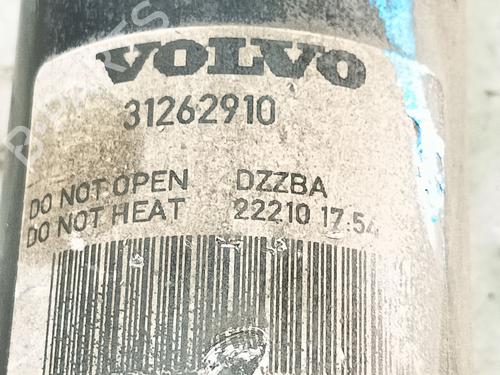 VOLVO
31262910
DO NOT OPEN DZZBA
DO NOT HEAT 22210 17:54